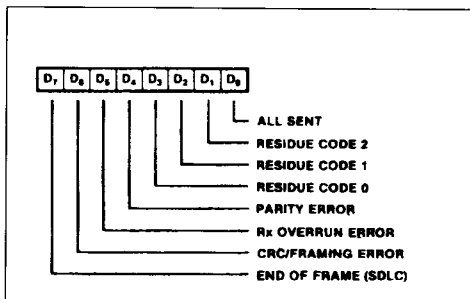 D7 D6 D5 D4 D3 D2 D1 D0
ALL SENT
RESIDUE CODE 2
RESIDUE CODE 1
RESIDUE CODE 0
PARITY ERROR
Rx OVERRUN ERROR
CRC/FRAMING ERROR
END OF FRAME (SDLC)